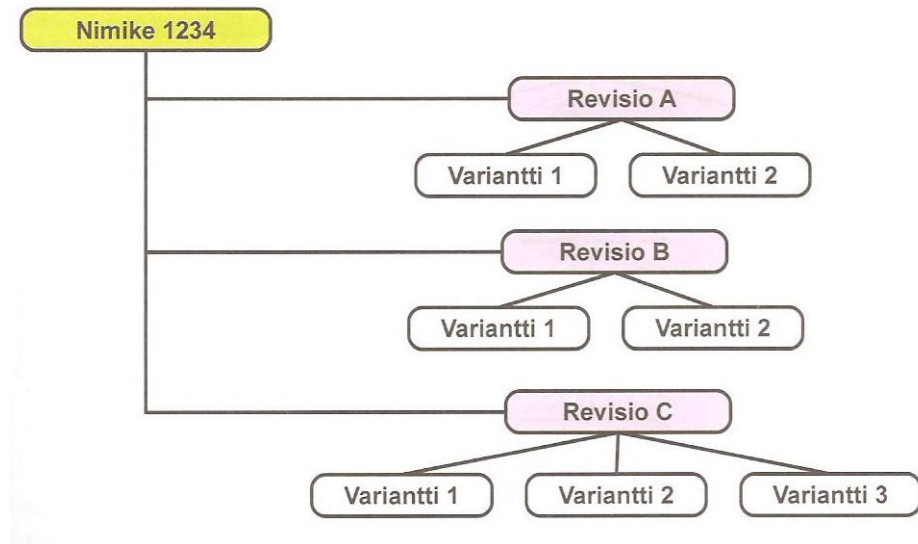 Nimike 1234
Revisio A
Variantti 1
Variantti 2
Revisio B
Variantti 1
Variantti 2
Revisio C
Variantti 1
Variantti 2
Variantti 3